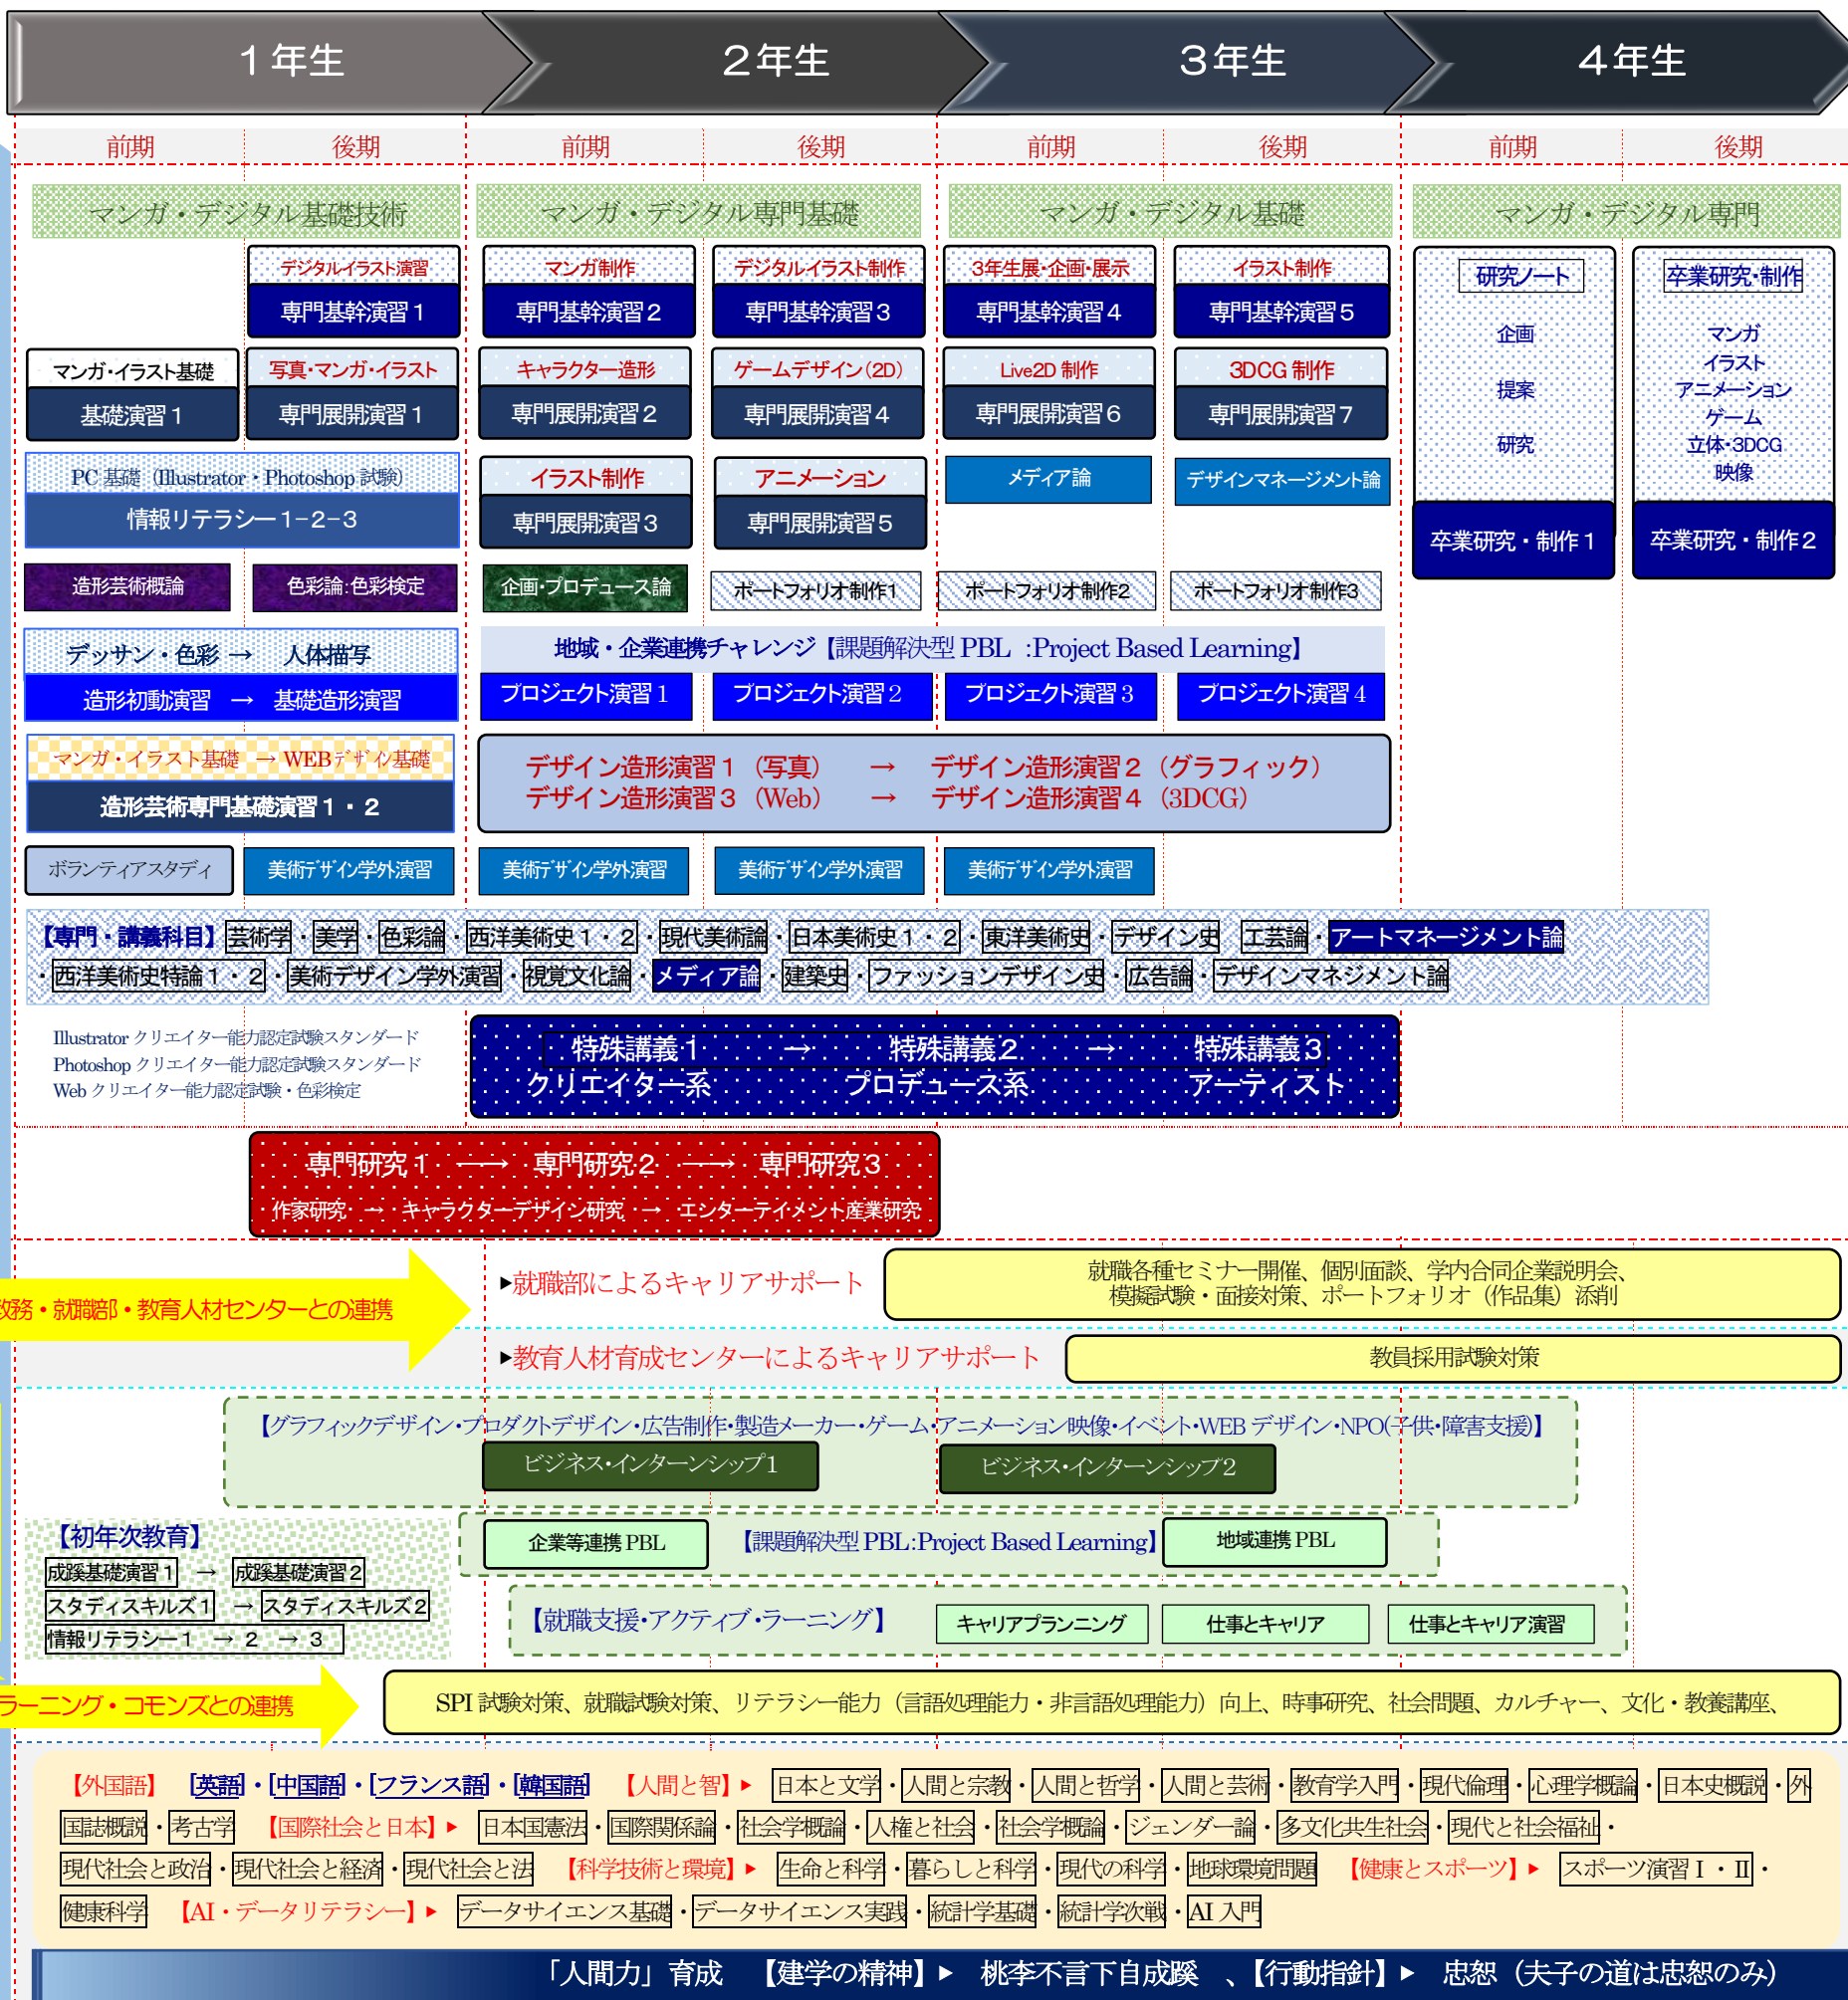 1年生 2年生 3年生 4年生
前期 後期 前期 後期 前期 後期 前期 後期
マンガ・デジタル基礎技術 マンガ・デジタル専門基礎 マンガ・デジタル基礎 マンガ・デジタル専門
デジタルイラスト演習 マンガ制作 デジタルイラスト制作 3年生展・企画・展示 イラスト制作
専門基幹演習1 専門基幹演習2 専門基幹演習3 専門基幹演習4 専門基幹演習5
マンガ・イラスト基礎 写真・マンガ・イラスト キャラクター造形 ゲームデザイン(2D) Live2D 制作 3DCG 制作
基礎演習1 専門展開演習1 専門展開演習2 専門展開演習4 専門展開演習6 専門展開演習7
研究ノート
企画
提案
研究
卒業研究・制作1
卒業研究・制作
マンガ
イラスト
アニメーション
ゲーム
立体・3DCG
映像
卒業研究・制作2
PC 基礎(Illustrator・Photoshop 試験) イラスト制作 アニメーション メディア論 デザインマネージメント論
情報リテラシー1-2-3 専門展開演習3 専門展開演習5
造形芸術概論 色彩論:色彩検定 企画・プロデュース論 ポートフォリオ制作1 ポートフォリオ制作2 ポートフォリオ制作3
デッサン・色彩 → 人体描写 地域・企業連携チャレンジ【課題解決型 PBL :Project Based Learning】
造形初動演習 → 基礎造形演習 プロジェクト演習1 プロジェクト演習2 プロジェクト演習3 プロジェクト演習4
マンガ・イラスト基礎 → WEBデザイン基礎
造形芸術専門基礎演習1・2
デザイン造形演習1(写真) → デザイン造形演習2(グラフィック)
デザイン造形演習3(Web) → デザイン造形演習4(3DCG)
ボランティアスタディ 美術デザイン学外演習 美術デザイン学外演習 美術デザイン学外演習 美術デザイン学外演習
【専門・講義科目】芸術学・美学・色彩論・西洋美術史1・2・現代美術論・日本美術史1・2・東洋美術史・デザイン史 工芸論・アートマネージメント論
・西洋美術史特論1・2・美術デザイン学外演習・視覚文化論・メディア論・建築史・ファッションデザイン史・広告論・デザインマネジメント論
Illustrator クリエイター能力認定試験スタンダード
Photoshop クリエイター能力認定試験スタンダード
Web クリエイター能力認定試験・色彩検定
特殊講義1 → 特殊講義2 → 特殊講義3
クリエイター系 プロデュース系 アーティスト
専門研究1 → 専門研究2 → 専門研究3
作家研究 → キャラクターデザイン研究 → エンターテイメント産業研究
教務・就職部・教育人材センターとの連携
▶就職部によるキャリアサポート
就職各種セミナー開催、個別面談、学内合同企業説明会、
模擬試験・面接対策、ポートフォリオ(作品集)添削
▶教育人材育成センターによるキャリアサポート 教員採用試験対策
【グラフィックデザイン・プロダクトデザイン・広告制作・製造メーカー・ゲーム・アニメーション映像・イベント・WEB デザイン・NPO(子供・障害支援)】
ビジネス・インターンシップ1 ビジネス・インターンシップ2
【初年次教育】
成蹊基礎演習1 → 成蹊基礎演習2
スタディスキルズ1 → スタディスキルズ2
情報リテラシー1 → 2 → 3
企業等連携 PBL 【課題解決型 PBL:Project Based Learning】 地域連携 PBL
【就職支援・アクティブ・ラーニング】 キャリアプランニング 仕事とキャリア 仕事とキャリア演習
ラーニング・コモンズとの連携 SPI 試験対策、就職試験対策、リテラシー能力(言語処理能力・非言語処理能力)向上、時事研究、社会問題、カルチャー、文化・教養講座、
【外国語】 [英語]・[中国語]・[フランス語]・[韓国語] 【人間と智】▶ 日本と文学・人間と宗教・人間と哲学・人間と芸術・教育学入門・現代倫理・心理学概論・日本史概説・外
国誌概説・考古学 【国際社会と日本】▶ 日本国憲法・国際関係論・社会学概論・人権と社会・社会学概論・ジェンダー論・多文化共生社会・現代と社会福祉・
現代社会と政治・現代社会と経済・現代社会と法 【科学技術と環境】▶ 生命と科学・暮らしと科学・現代の科学・地球環境問題 【健康とスポーツ】▶ スポーツ演習Ⅰ・Ⅱ・
健康科学 【AI・データリテラシー】▶ データサイエンス基礎・データサイエンス実践・統計学基礎・統計学次戦・AI 入門
「人間力」育成 【建学の精神】▶ 桃李不言下自成蹊 、【行動指針】▶ 忠恕(夫子の道は忠恕のみ)